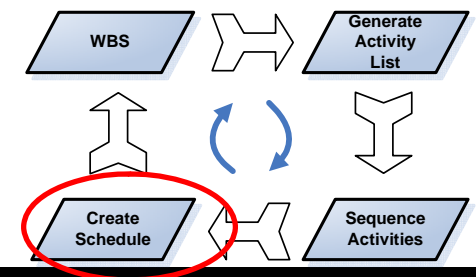 WBS
Generate
Activity
List
Create
Schedule
Sequence
Activities